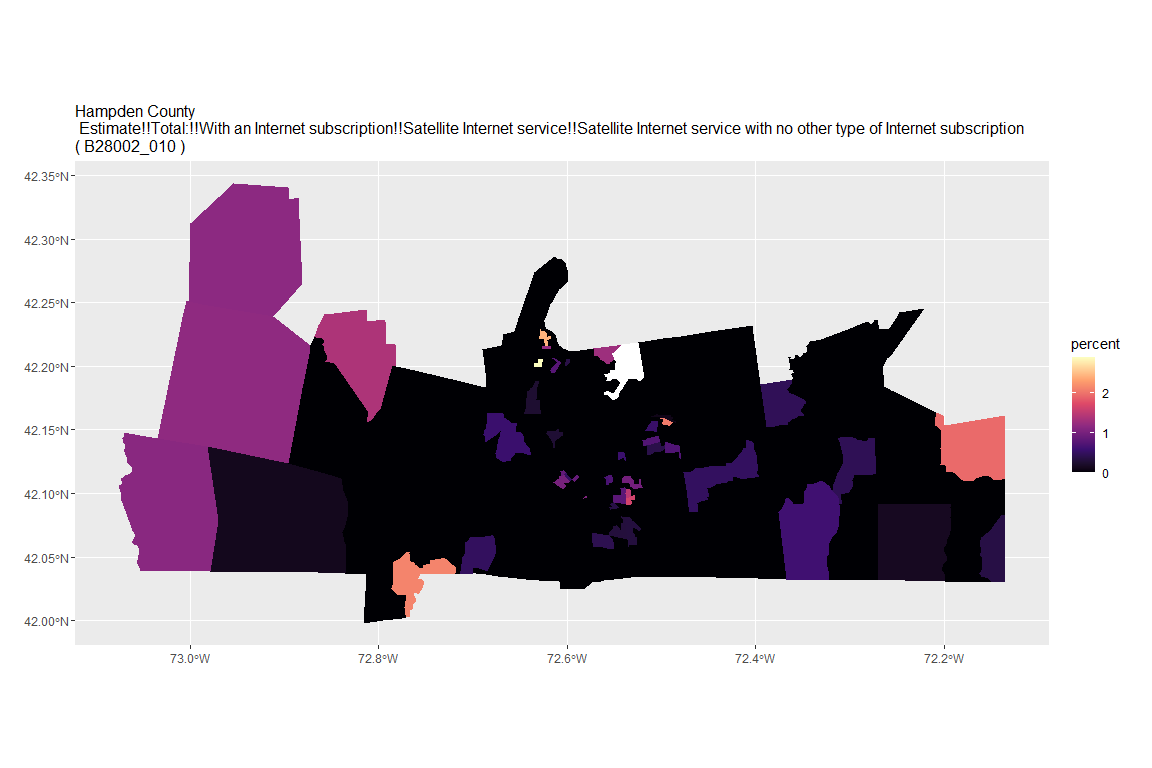 Hampden County
Estimate!!Total:!!With an Internet subscription!!Satellite Internet service!!Satellite Internet service with no other type of Internet subscription
( B28002_010 )
42.35°N
42.30°N
42.25°N
42.20°N
42.15°N
42.10°N
42.05°N
42.00°N
73.0°W
72.8°W
72.6°W
72.4°W
72.2°W
percent
2
1
0